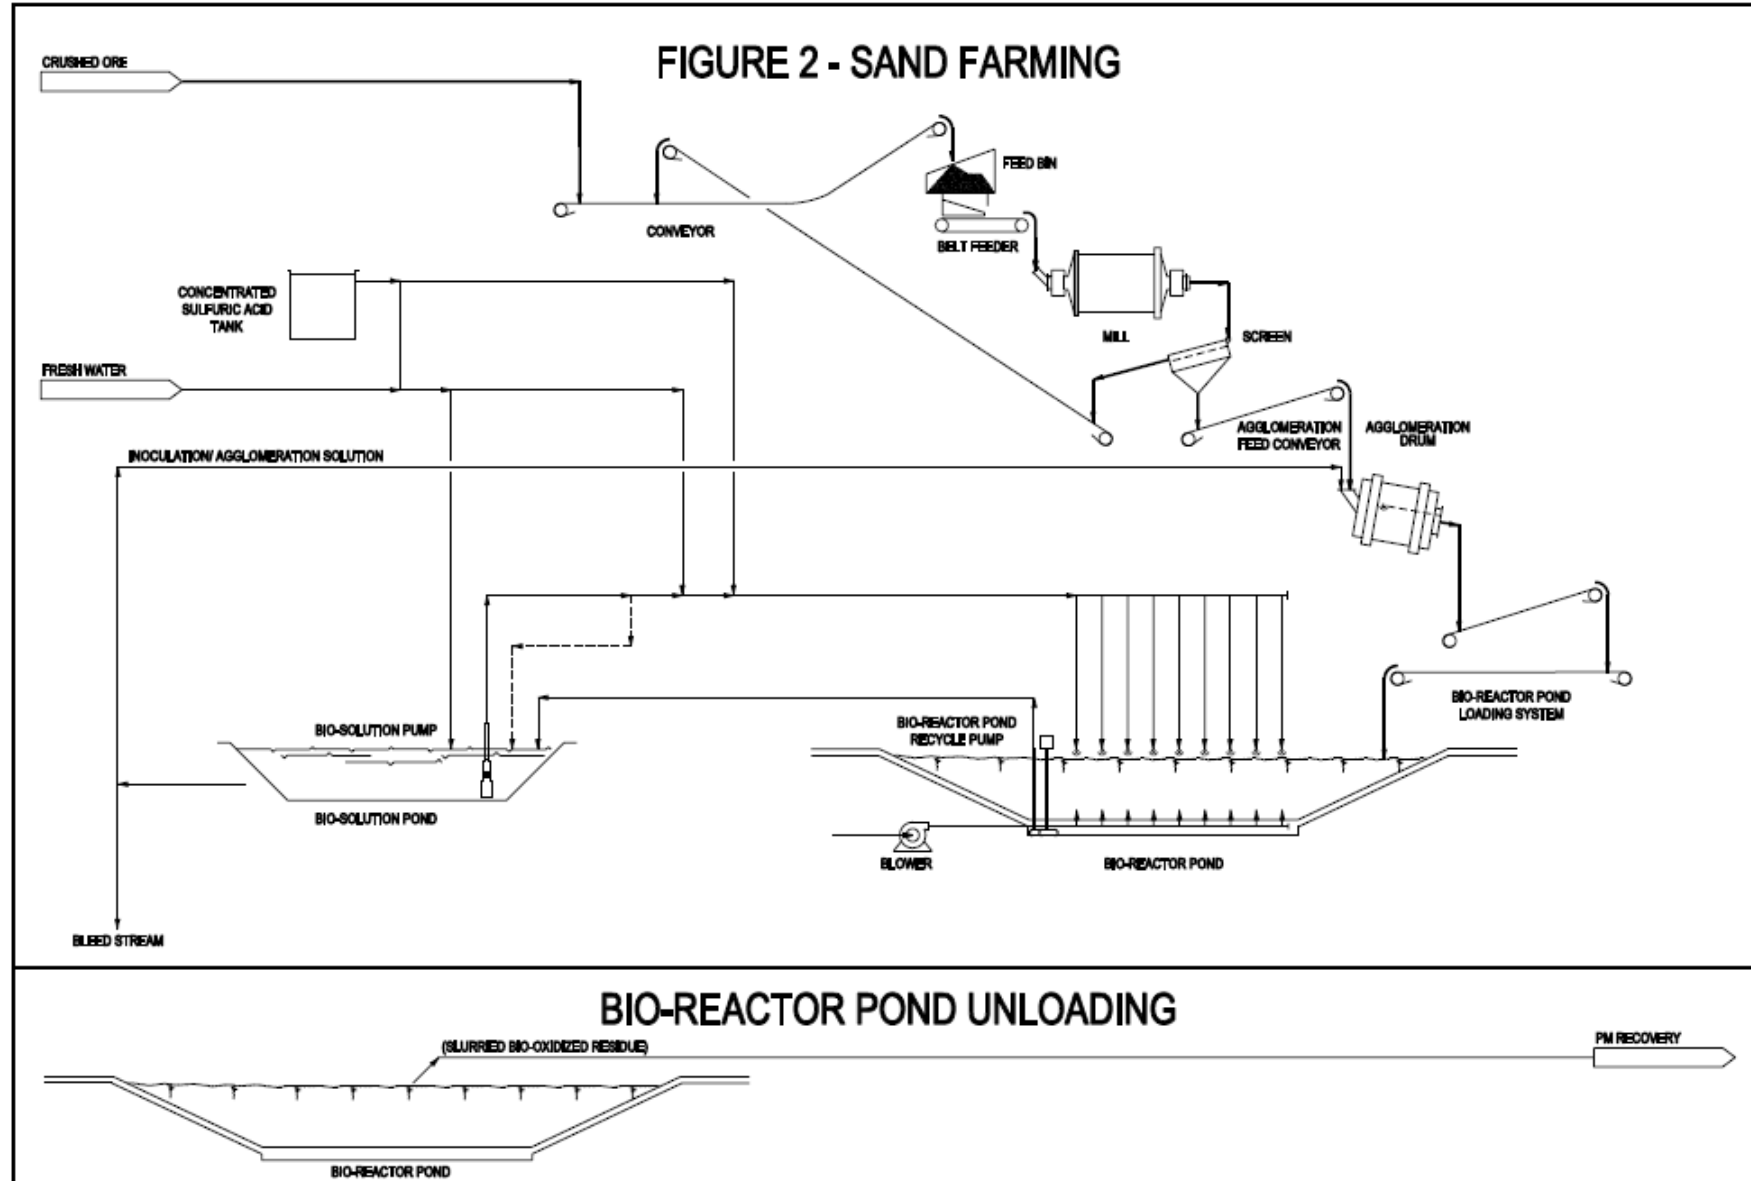 FIGURE 2 - SAND FARMING
CRUSHED ORE
FEED BIN
CONVEYOR
BELT FEEDER
CONCENTRATED
SULFURIC ACID
TANK
MILL
SCREEN
FRESH WATER
AGGLOMERATION
FEED CONVEYOR
AGGLOMERATION
DRUM
INOCULATION/ AGGLOMERATION SOLUTION
BIO-REACTOR POND
LOADING SYSTEM
BIO-SOLUTION PUMP
BIO-REACTOR POND
RECYCLE PUMP
BIO-SOLUTION POND
BLOWER
BIO-REACTOR POND
BLEED STREAM
BIO-REACTOR POND UNLOADING
(SLURRIED BIO-OXIDIZED RESIDUE)
PM RECOVERY
BIO-REACTOR POND